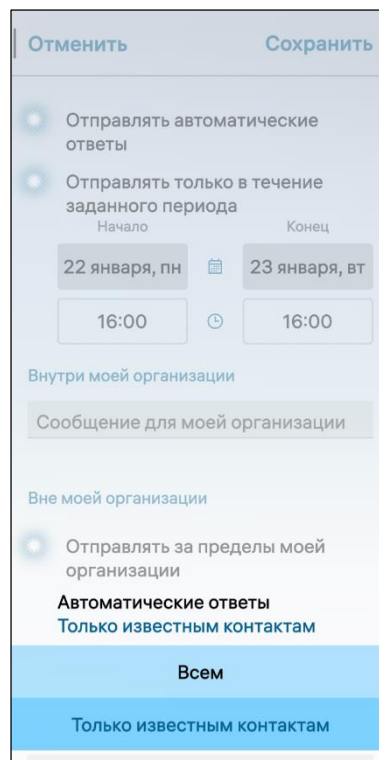 Отменить Сохранить
Отправлять автоматические
ответы
Отправлять только в течение
заданного периода
Начало Конец
22 января, пн 23 января, вт
16:00 16:00
Внутри моей организации
Сообщение для моей организации
Вне моей организации
Отправлять за пределы моей
организации
Автоматические ответы
Только известным контактам
Всем
Только известным контактам